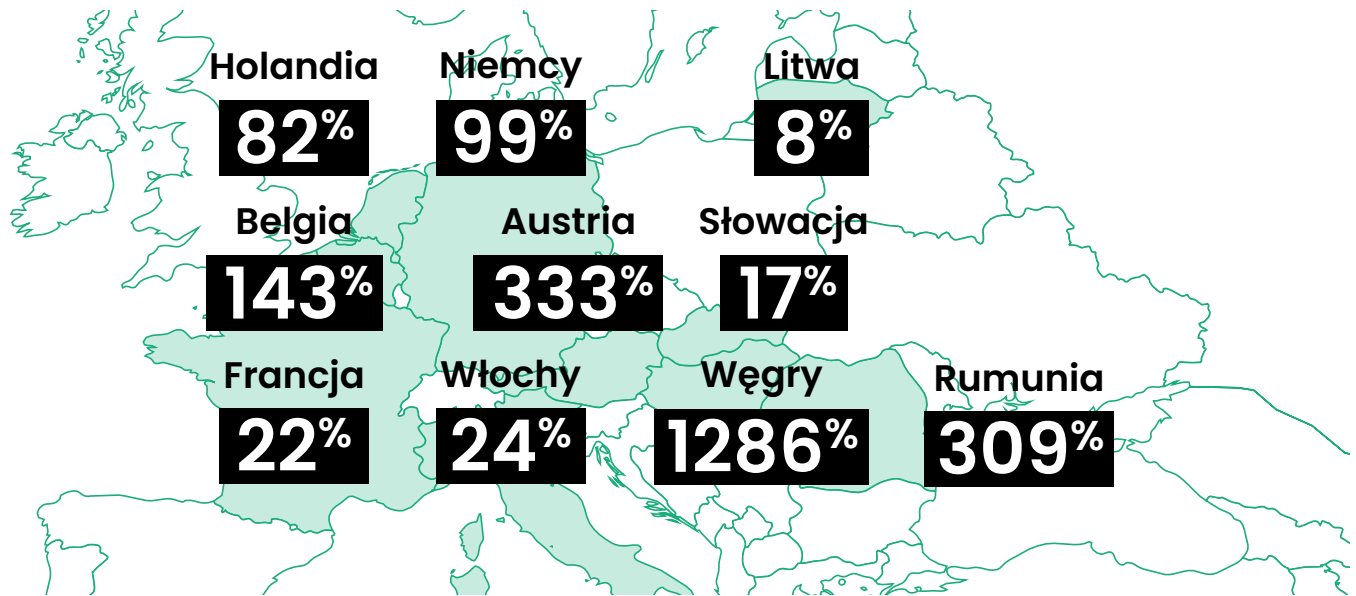 Holandia Niemcy Litwa
82% 99% 8%
Belgia Austria Słowacja
143% 333% 17%
Francja Włochy Węgry Rumunia
22% 24% 1286% 309%